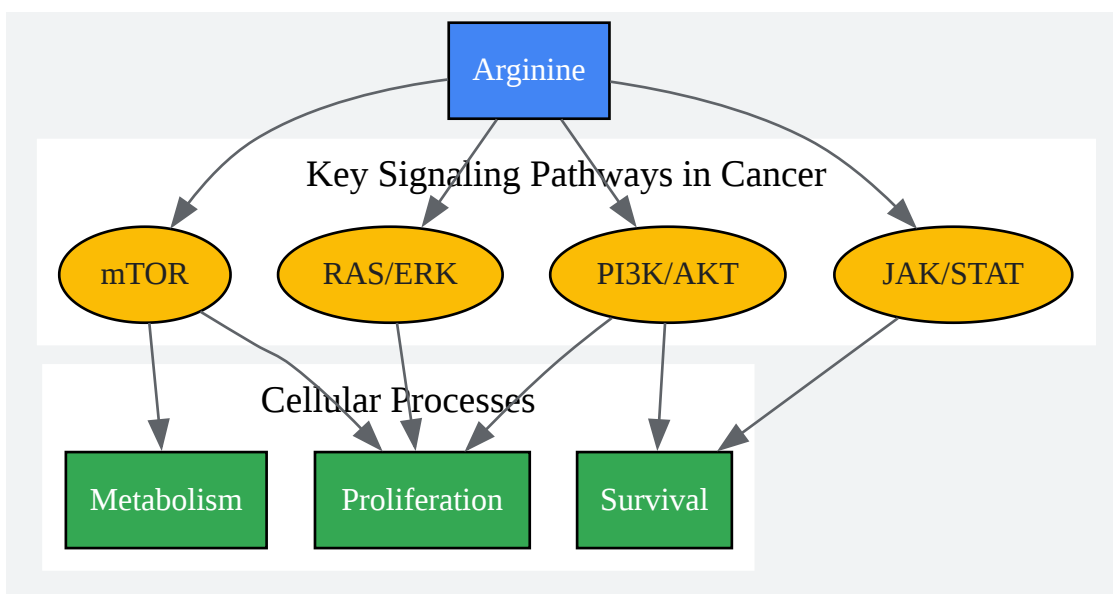 Arginine
Key Signaling Pathways in Cancer
mTOR
RAS/ERK
PI3K/AKT
JAK/STAT
Cellular Processes
Metabolism
Proliferation
Survival